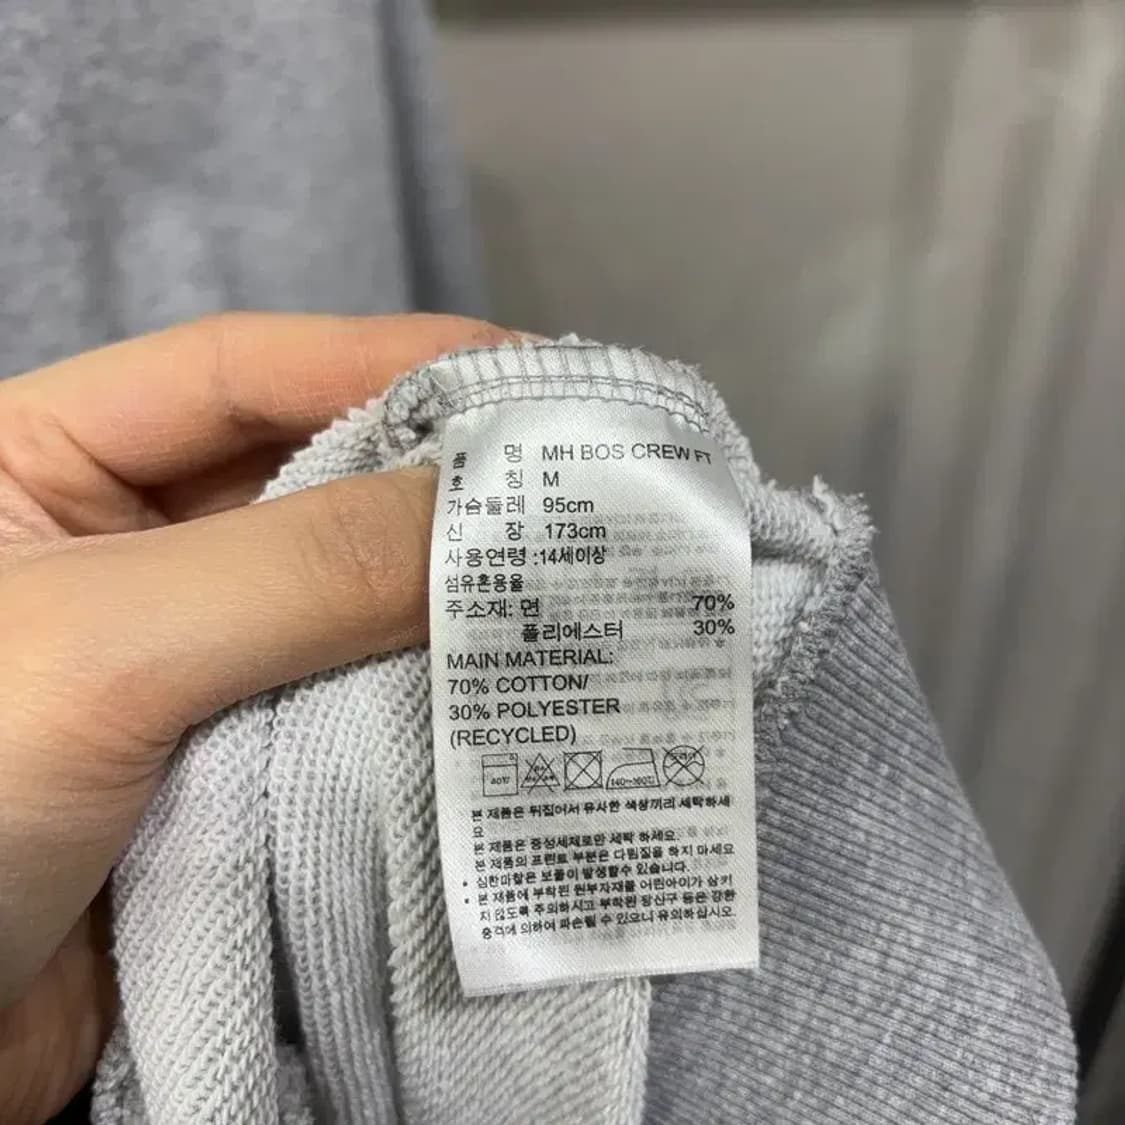 품 명 MH BOS CREW FT
호 칭 M
가슴둘레 95cm
신 장 173cm
사용연령 :14세이상
섬유혼용율
주소재: 면 70%
폴리에스터 30%
MAIN MATERIAL:
70% COTTON/
30% POLYESTER
(RECYCLED)
40℃ 140~160℃ 드라이
본 제품은 뒤집어서 유사한 색상끼리 세탁하세
요
본 제품은 중성세제로만 세탁 하세요.
본 제품의 프린트 부분은 다림질을 하지 마세요
• 심한마찰은 보풀이 발생할수 있습니다.
• 본 제품에 부착된 원부자재를 어린아이가 삼키
지 않도록 주의하시고 부착된 장신구 등은 강한
충격에 의하여 파손될 수 있으니 유의하십시오.